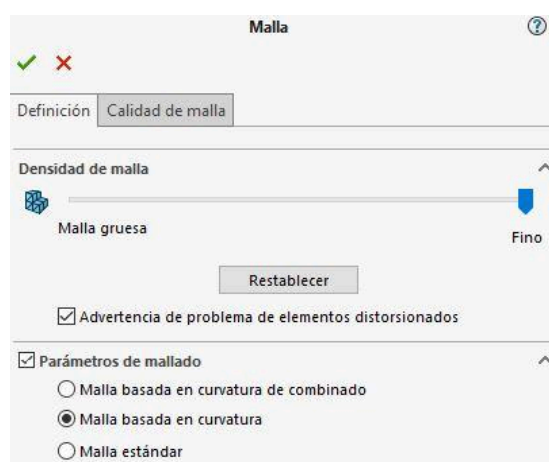 Malla
Definición Calidad de malla
Densidad de malla
Malla gruesa
Fino
Restablecer
Advertencia de problema de elementos distorsionados
Parámetros de mallado
Malla basada en curvatura de combinado
Malla basada en curvatura
Malla estándar